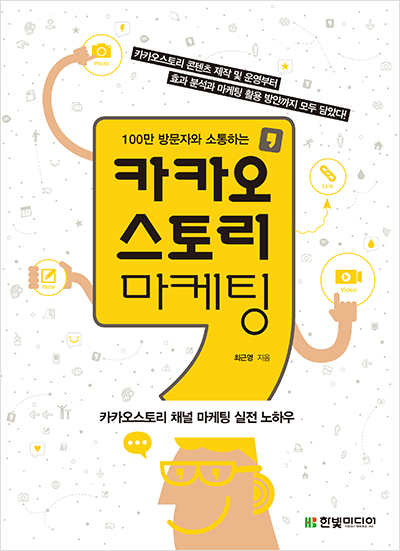 카카오스토리 콘텐츠 제작 및 운영부터
효과 분석과 마케팅 활용 방안까지 모두 담았다!
Photo
100만 방문자와 소통하는
카카오
스토리
마케팅
Link
Note
Video
최근영 지음
카카오스토리 채널 마케팅 실전 노하우
HB 한빛미디어